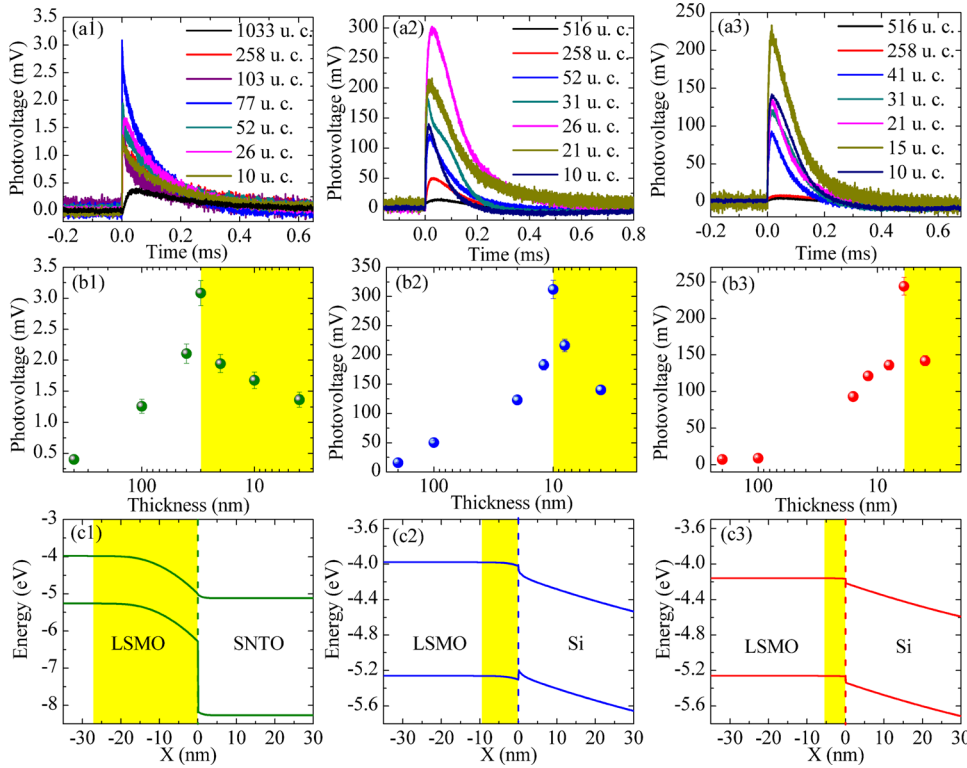 (a1)
1033 u. c.
258 u. c.
103 u. c.
77 u. c.
52 u. c.
26 u. c.
10 u. c.
Photovoltage (mV)
3.5
3.0
2.5
2.0
1.5
1.0
0.5
0.0
-0.2 0.0 0.2 0.4 0.6
Time (ms)
(a2)
516 u. c.
258 u. c.
52 u. c.
31 u. c.
26 u. c.
21 u. c.
10 u. c.
Photovoltage (mV)
300
250
200
150
100
50
0
-0.2 0.0 0.2 0.4 0.6 0.8
Time (ms)
(a3)
516 u. c.
258 u. c.
41 u. c.
31 u. c.
21 u. c.
15 u. c.
10 u. c.
Photovoltage (mV)
250
200
150
100
50
0
-0.2 0.0 0.2 0.4 0.6
Time (ms)
(b1)
Photovoltage (mV)
3.5
3.0
2.5
2.0
1.5
1.0
0.5
100 10
Thickness (nm)
(b2)
Photovoltage (mV)
350
300
250
200
150
100
50
0
100 10
Thickness (nm)
(b3)
Photovoltage (mV)
250
200
150
100
50
0
100 10
Thickness (nm)
(c1)
Energy (eV)
-3
-4
-5
-6
-7
-8
LSMO SNTO
-30 -20 -10 0 10 20 30
X (nm)
(c2)
Energy (eV)
-3.6
-4.0
-4.4
-4.8
-5.2
-5.6
LSMO Si
-30 -20 -10 0 10 20 30
X (nm)
(c3)
Energy (eV)
-3.6
-4.0
-4.4
-4.8
-5.2
-5.6
LSMO Si
-30 -20 -10 0 10 20 30
X (nm)